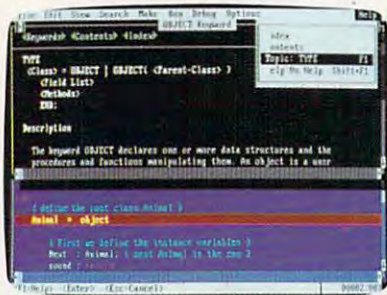 File Edit View Search Make Run Debug Options Help
OBJECT Keyword
<Keywords> <Contents> <Index>
Index
Contents
Topic: TYPE F1
Help On Help Shift+F1
TYPE
<Class> = OBJECT | OBJECT( <Parent-Class> )
<Field List>
<Methods>
END;
Description
The keyword OBJECT declares one or more data structures and the
procedures and functions manipulating them. An object is a user
{ define the root class Animal }
Animal = object
{ First we define the instance variables }
Next : Animal; { next Animal in the zoo }
sound :
<F1=Help> <Enter> <Esc=Cancel>